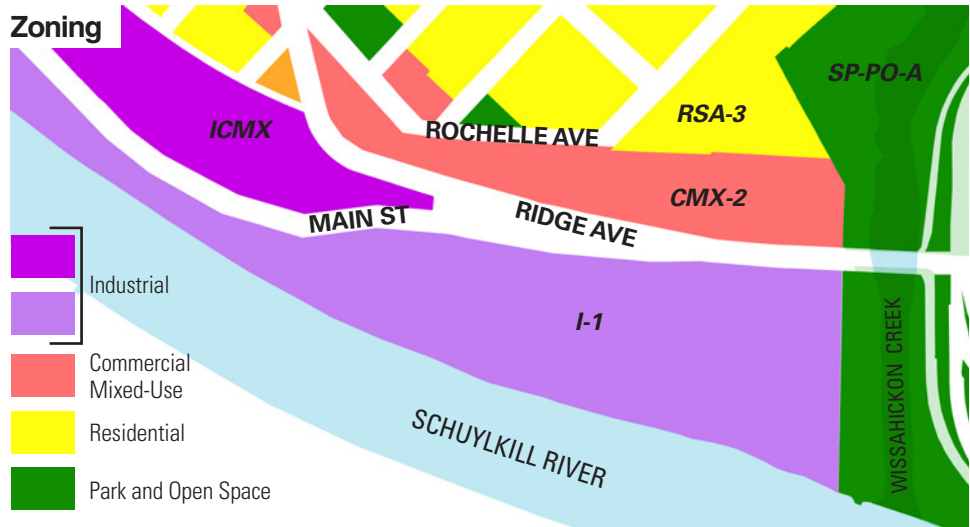 Zoning
SP-PO-A
RSA-3
ICMX
ROCHELLE AVE
CMX-2
MAIN ST
RIDGE AVE
Industrial
I-1
Commercial
Mixed-Use
SCHUYLKILL RIVER
WISSAHICKON CREEK
Residential
Park and Open Space